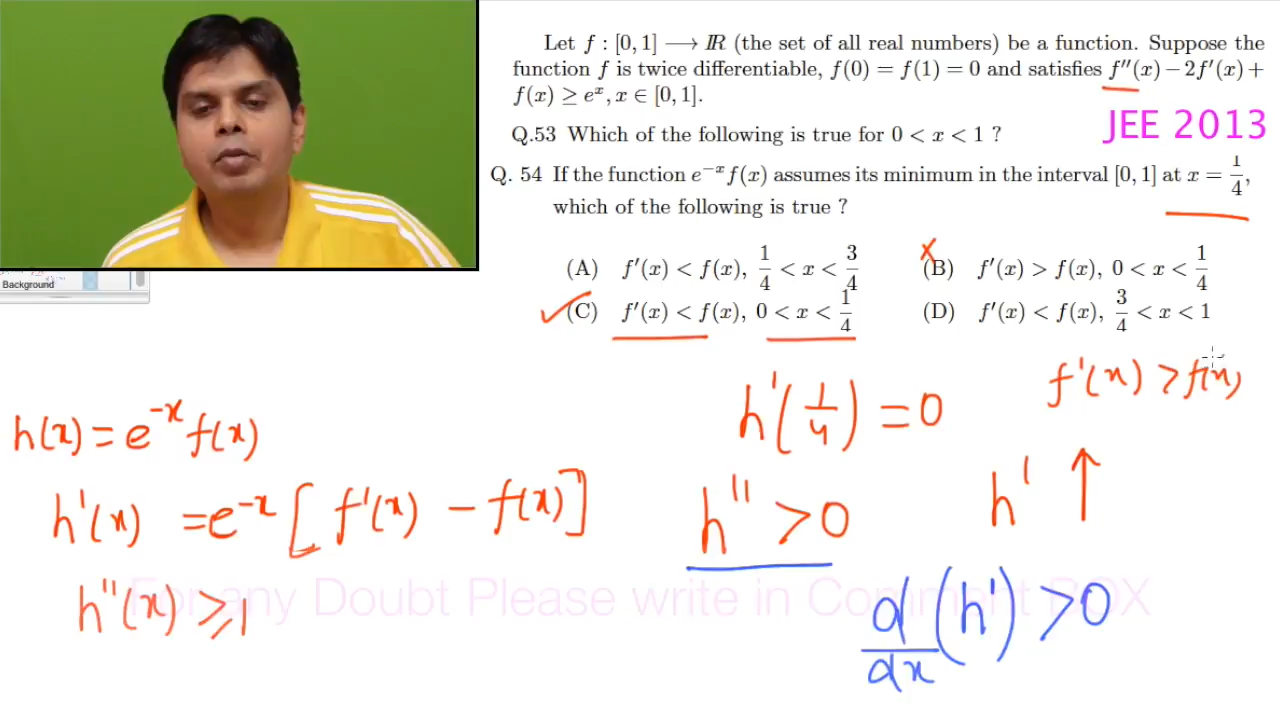 Let f : [0, 1] ⟶ ℝ (the set of all real numbers) be a function. Suppose the
function f is twice differentiable, f(0) = f(1) = 0 and satisfies f''(x) − 2f'(x) +
f(x) ≥ eˣ, x ∈ [0, 1].
JEE 2013
Q.53 Which of the following is true for 0 < x < 1 ?
Q. 54 If the function e⁻ˣf(x) assumes its minimum in the interval [0, 1] at x = 1/4,
which of the following is true ?
(A) f'(x) < f(x), 1/4 < x < 3/4 (B) f'(x) > f(x), 0 < x < 1/4
(C) f'(x) < f(x), 0 < x < 1/4 (D) f'(x) < f(x), 3/4 < x < 1
Background
h(x) = e⁻ˣ f(x)
h'(x) = e⁻ˣ [f'(x) − f(x)]
h''(x) ≥ 1
h'(1/4) = 0
h'' > 0
f'(x) > f(x)
h' ↑
d/dx (h') > 0
For any Doubt Please write in Comment BOX